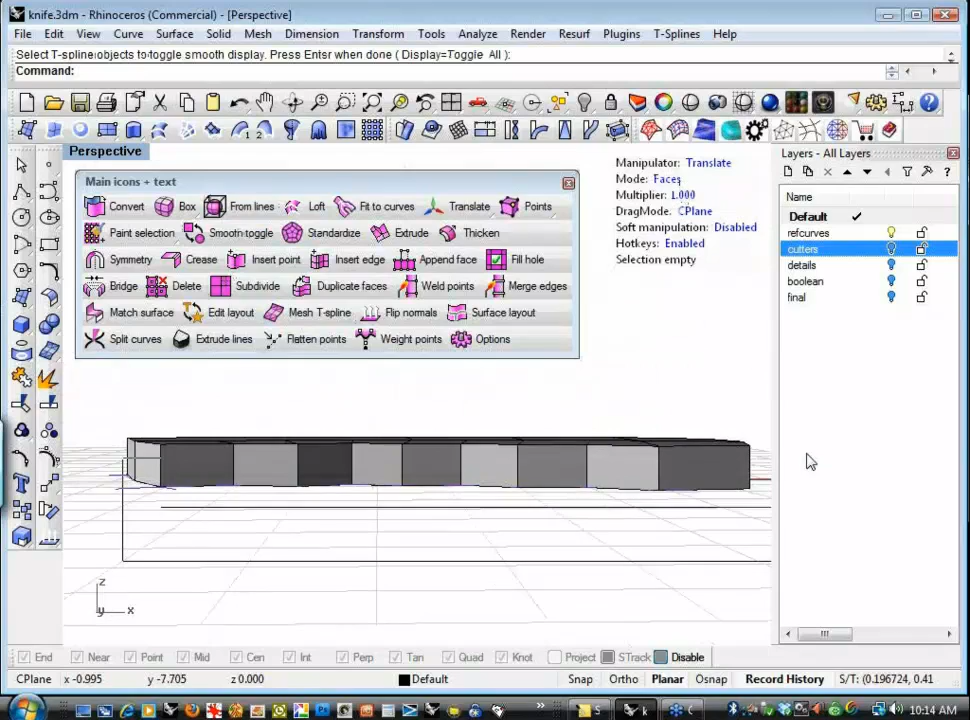 knife.3dm - Rhinoceros (Commercial) - [Perspective]
File Edit View Curve Surface Solid Mesh Dimension Transform Tools Analyze Render Resurf Plugins T-Splines Help
Select T-spline objects to toggle smooth display. Press Enter when done ( Display=Toggle All ):
Command:
Perspective
Main icons + text
Convert Box From lines Loft Fit to curves Translate Points
Paint selection Smooth toggle Standardize Extrude Thicken
Symmetry Crease Insert point Insert edge Append face Fill hole
Bridge Delete Subdivide Duplicate faces Weld points Merge edges
Match surface Edit layout Mesh T-spline Flip normals Surface layout
Split curves Extrude lines Flatten points Weight points Options
Manipulator: Translate
Mode: Faces
Multiplier: 1.000
DragMode: CPlane
Soft manipulation: Disabled
Hotkeys: Enabled
Selection empty
Layers - All Layers
Name
Default
refcurves
cutters
details
boolean
final
z
y x
End Near Point Mid Cen Int Perp Tan Quad Knot Project STrack Disable
CPlane x -0.995 y -7.705 z 0.000 Default Snap Ortho Planar Osnap Record History S/T: (0.196724, 0.41
S k C 10:14 AM